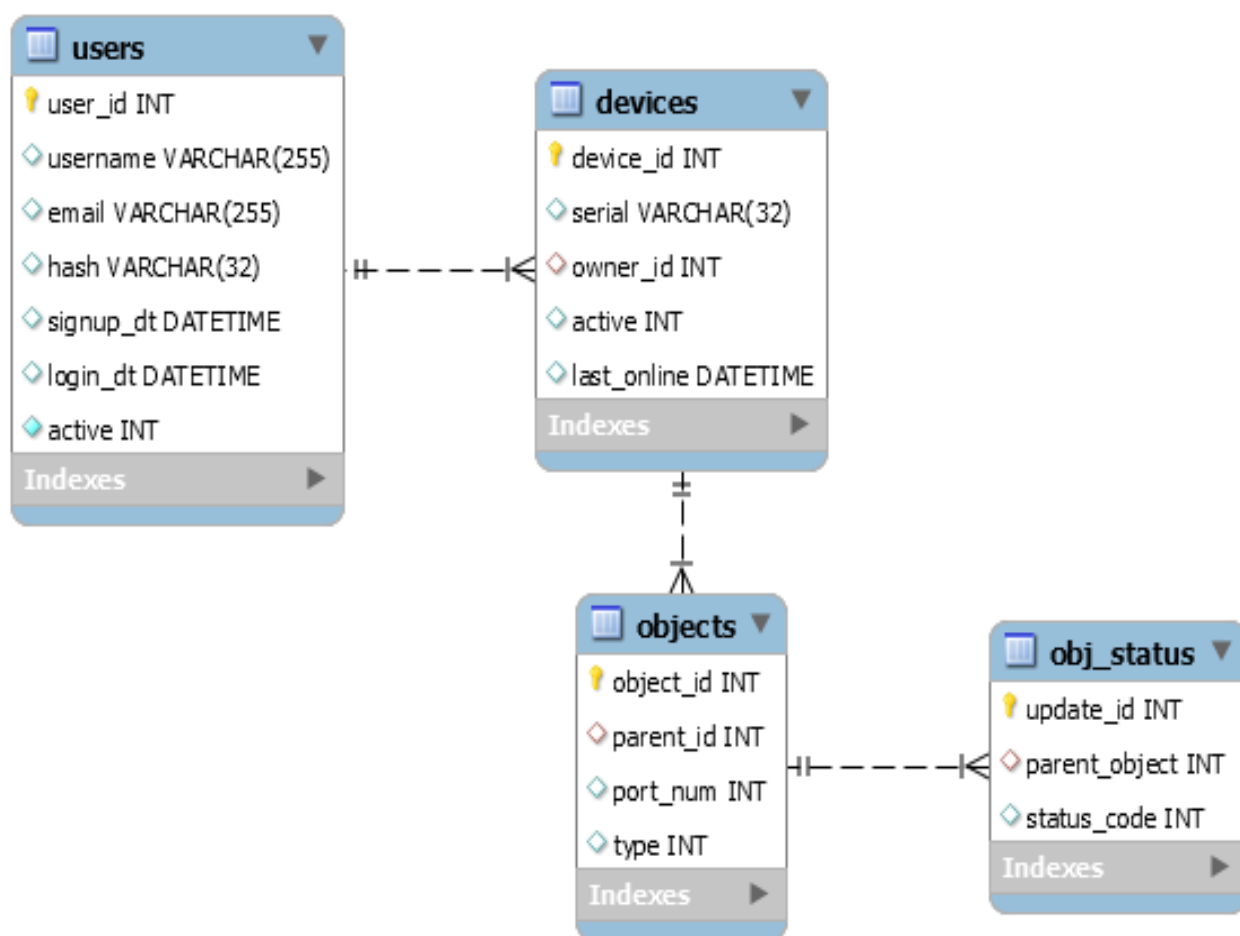 users
user_id INT
username VARCHAR(255)
email VARCHAR(255)
hash VARCHAR(32)
signup_dt DATETIME
login_dt DATETIME
active INT
Indexes
devices
device_id INT
serial VARCHAR(32)
owner_id INT
active INT
last_online DATETIME
Indexes
objects
object_id INT
parent_id INT
port_num INT
type INT
Indexes
obj_status
update_id INT
parent_object INT
status_code INT
Indexes